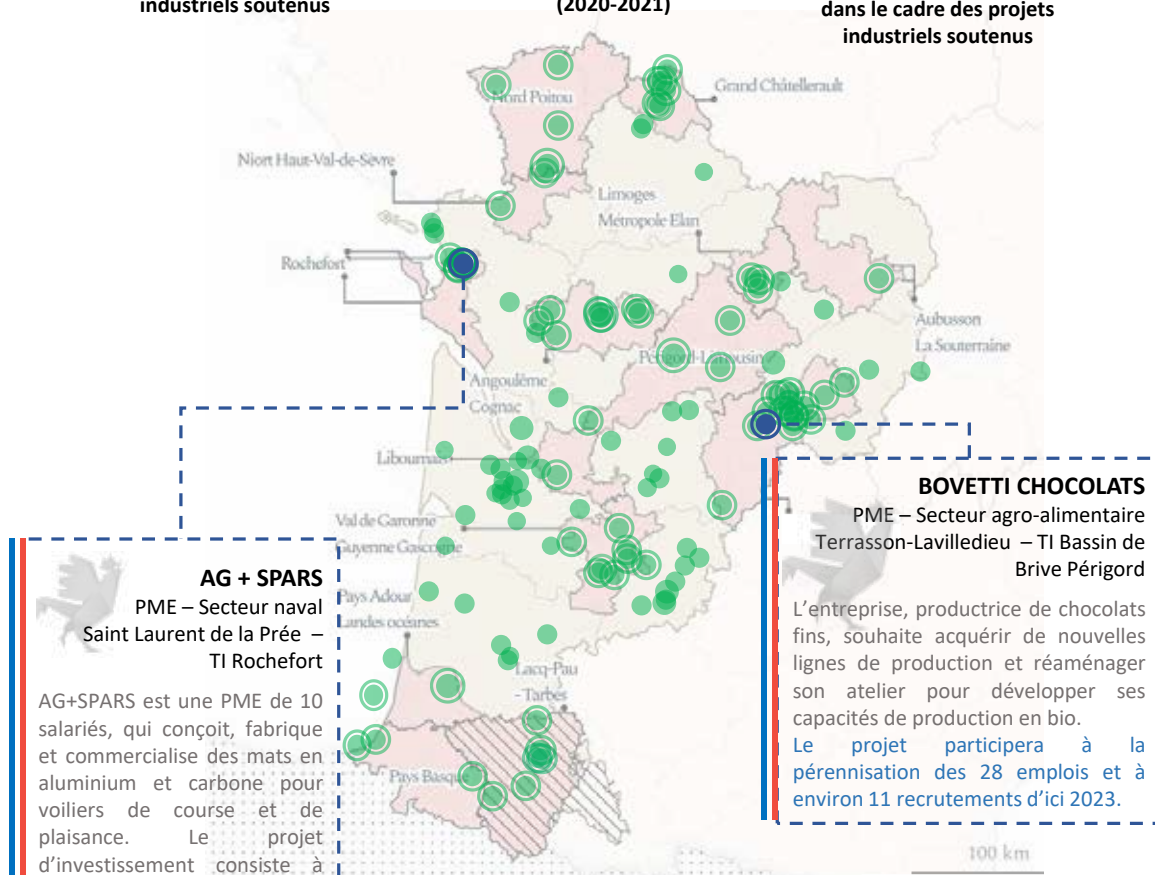 industriels soutenus
(2020-2021)
dans le cadre des projets
industriels soutenus
Nord Poitou
Grand Châtellerault
Niort Haut-Val-de-Sèvre
Limoges
Métropole Elan
Rochefort
Aubusson
La Souterraine
Périgord-Limousin
Angoulême
Cognac
Libournais
Val de Garonne
Guyenne Gascogne
Pays Adour
Landes océanes
Lacq-Pau
- Tarbes
Pays Basque
100 km
AG + SPARS
PME – Secteur naval
Saint Laurent de la Prée –
TI Rochefort
AG+SPARS est une PME de 10
salariés, qui conçoit, fabrique
et commercialise des mats en
aluminium et carbone pour
voiliers de course et de
plaisance. Le projet
d'investissement consiste à
BOVETTI CHOCOLATS
PME – Secteur agro-alimentaire
Terrasson-Lavilledieu – TI Bassin de
Brive Périgord
L'entreprise, productrice de chocolats
fins, souhaite acquérir de nouvelles
lignes de production et réaménager
son atelier pour développer ses
capacités de production en bio.
Le projet participera à la
pérennisation des 28 emplois et à
environ 11 recrutements d'ici 2023.